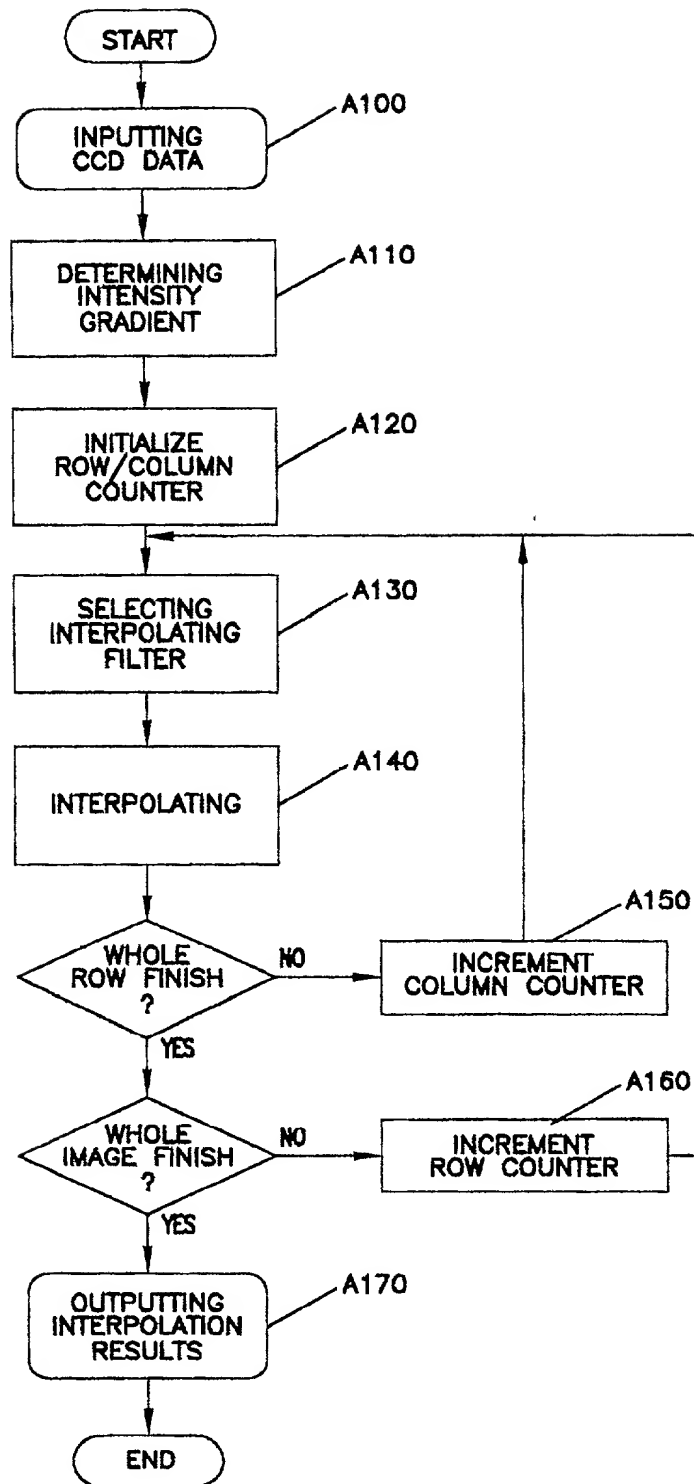 START
A100
INPUTTING
CCD DATA
A110
DETERMINING
INTENSITY
GRADIENT
A120
INITIALIZE
ROW/COLUMN
COUNTER
A130
SELECTING
INTERPOLATING
FILTER
A140
INTERPOLATING
WHOLE
ROW FINISH
?
NO
YES
A150
INCREMENT
COLUMN COUNTER
WHOLE
IMAGE FINISH
?
NO
YES
A160
INCREMENT
ROW COUNTER
A170
OUTPUTTING
INTERPOLATION
RESULTS
END